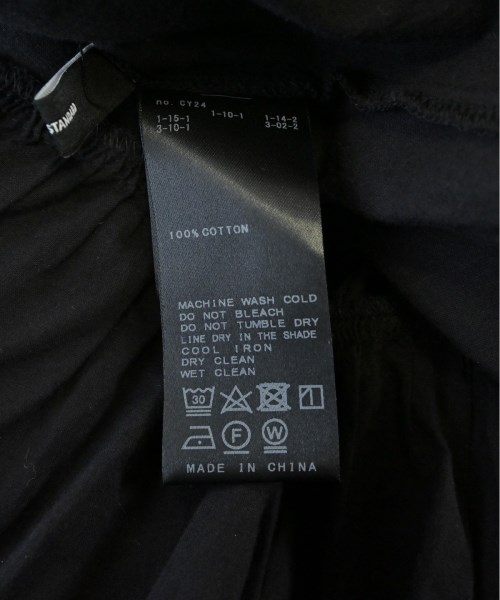 STANDAR
no. CY24
1-15-1 1-10-1 1-14-2
3-10-1 3-02-2
100% COTTON
MACHINE WASH COLD
DO NOT BLEACH
DO NOT TUMBLE DRY
LINE DRY IN THE SHADE
COOL IRON
DRY CLEAN
WET CLEAN
30
F W
MADE IN CHINA